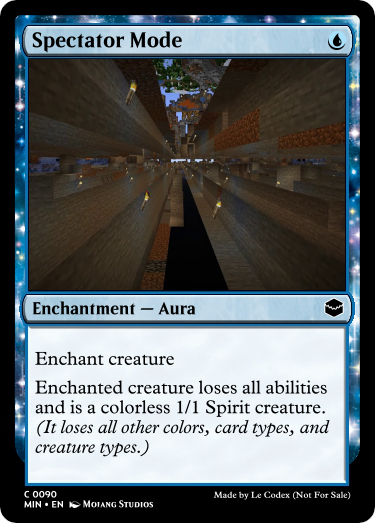 Spectator Mode
Enchantment — Aura
Enchant creature
Enchanted creature loses all abilities
and is a colorless 1/1 Spirit creature.
(It loses all other colors, card types, and
creature types.)
C 0090
MIN • EN Mojang Studios
Made by Le Codex (Not For Sale)